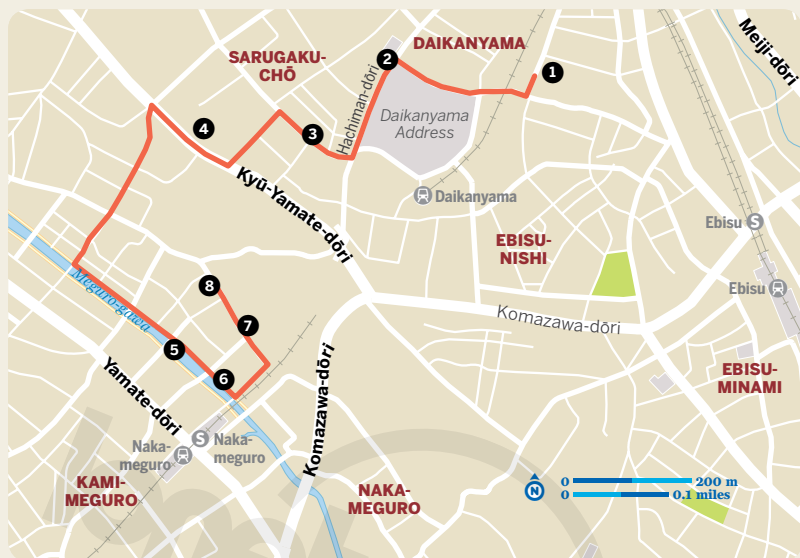 SARUGAKU-
CHŌ
DAIKANYAMA
Meiji-dōri
2
1
Hachiman-dōri
Daikanyama
Address
4
3
Kyū-Yamate-dōri
Daikanyama
Ebisu
S
EBISU-
NISHI
Meguro-gawa
8
Ebisu
7
Komazawa-dōri
5
6
Yamate-dōri
Komazawa-dōri
EBISU-
MINAMI
Naka-
meguro
S
Naka-
meguro
KAMI-
MEGURO
NAKA-
MEGURO
N
0 200 m
0 0.1 miles